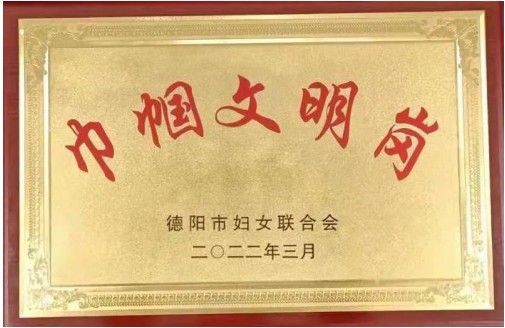 巾帼文明岗
德阳市妇女联合会
二〇二二年三月